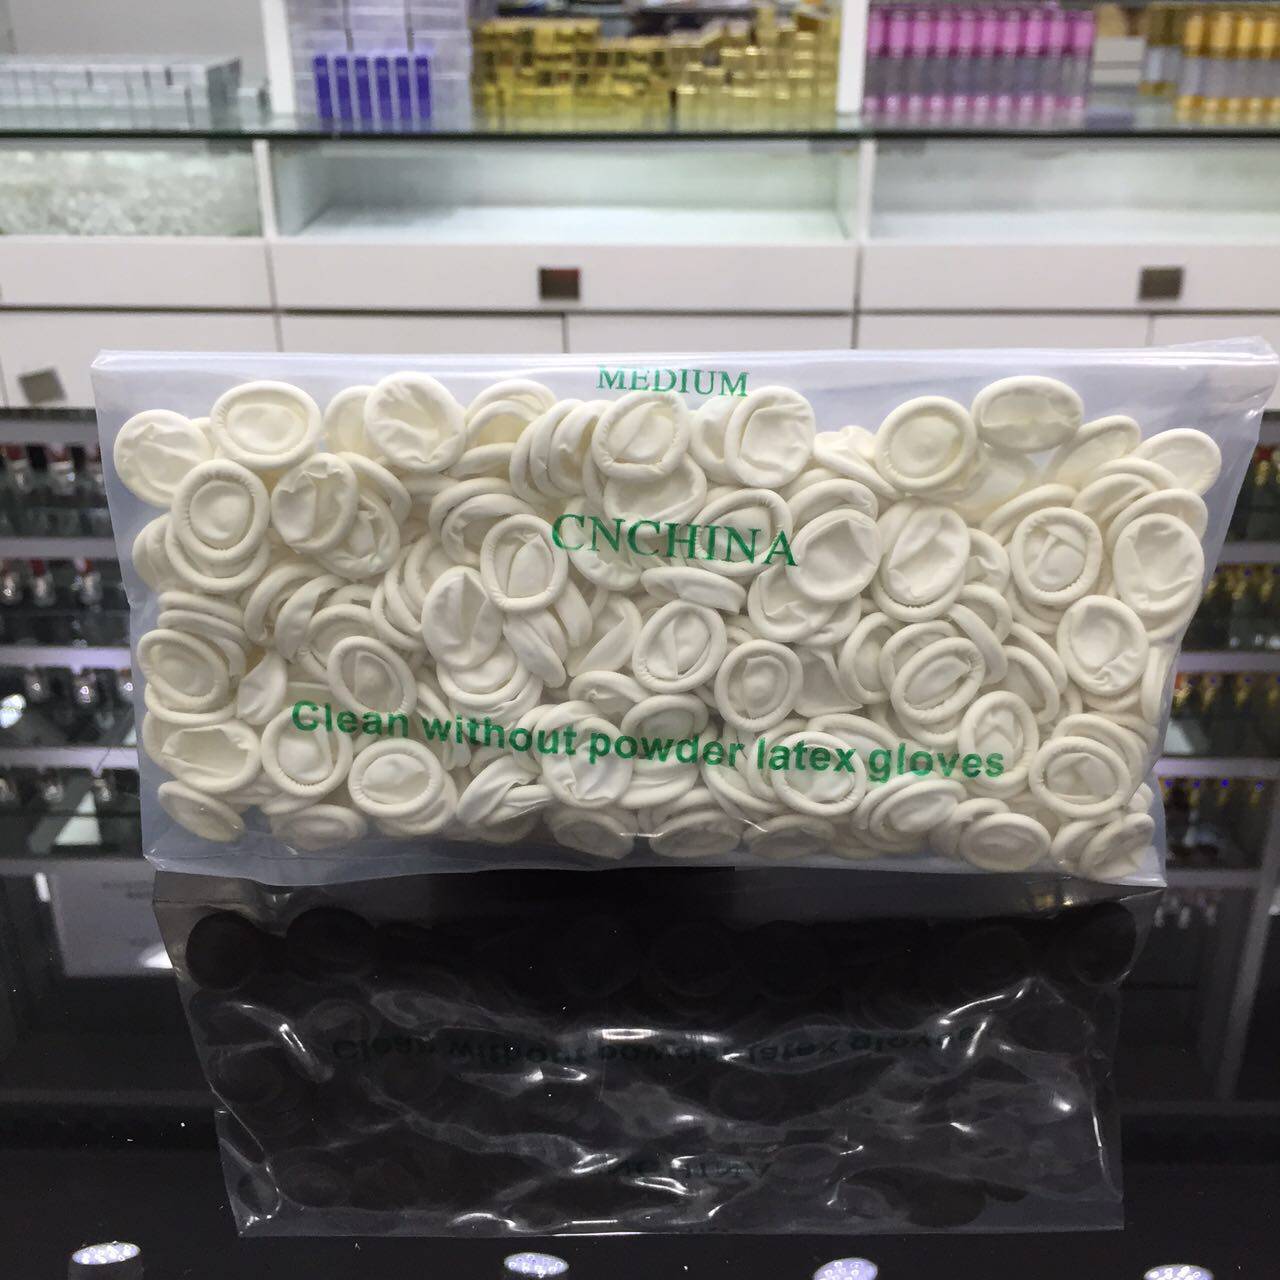 MEDIUM
CNCHINA
Clean without powder latex gloves